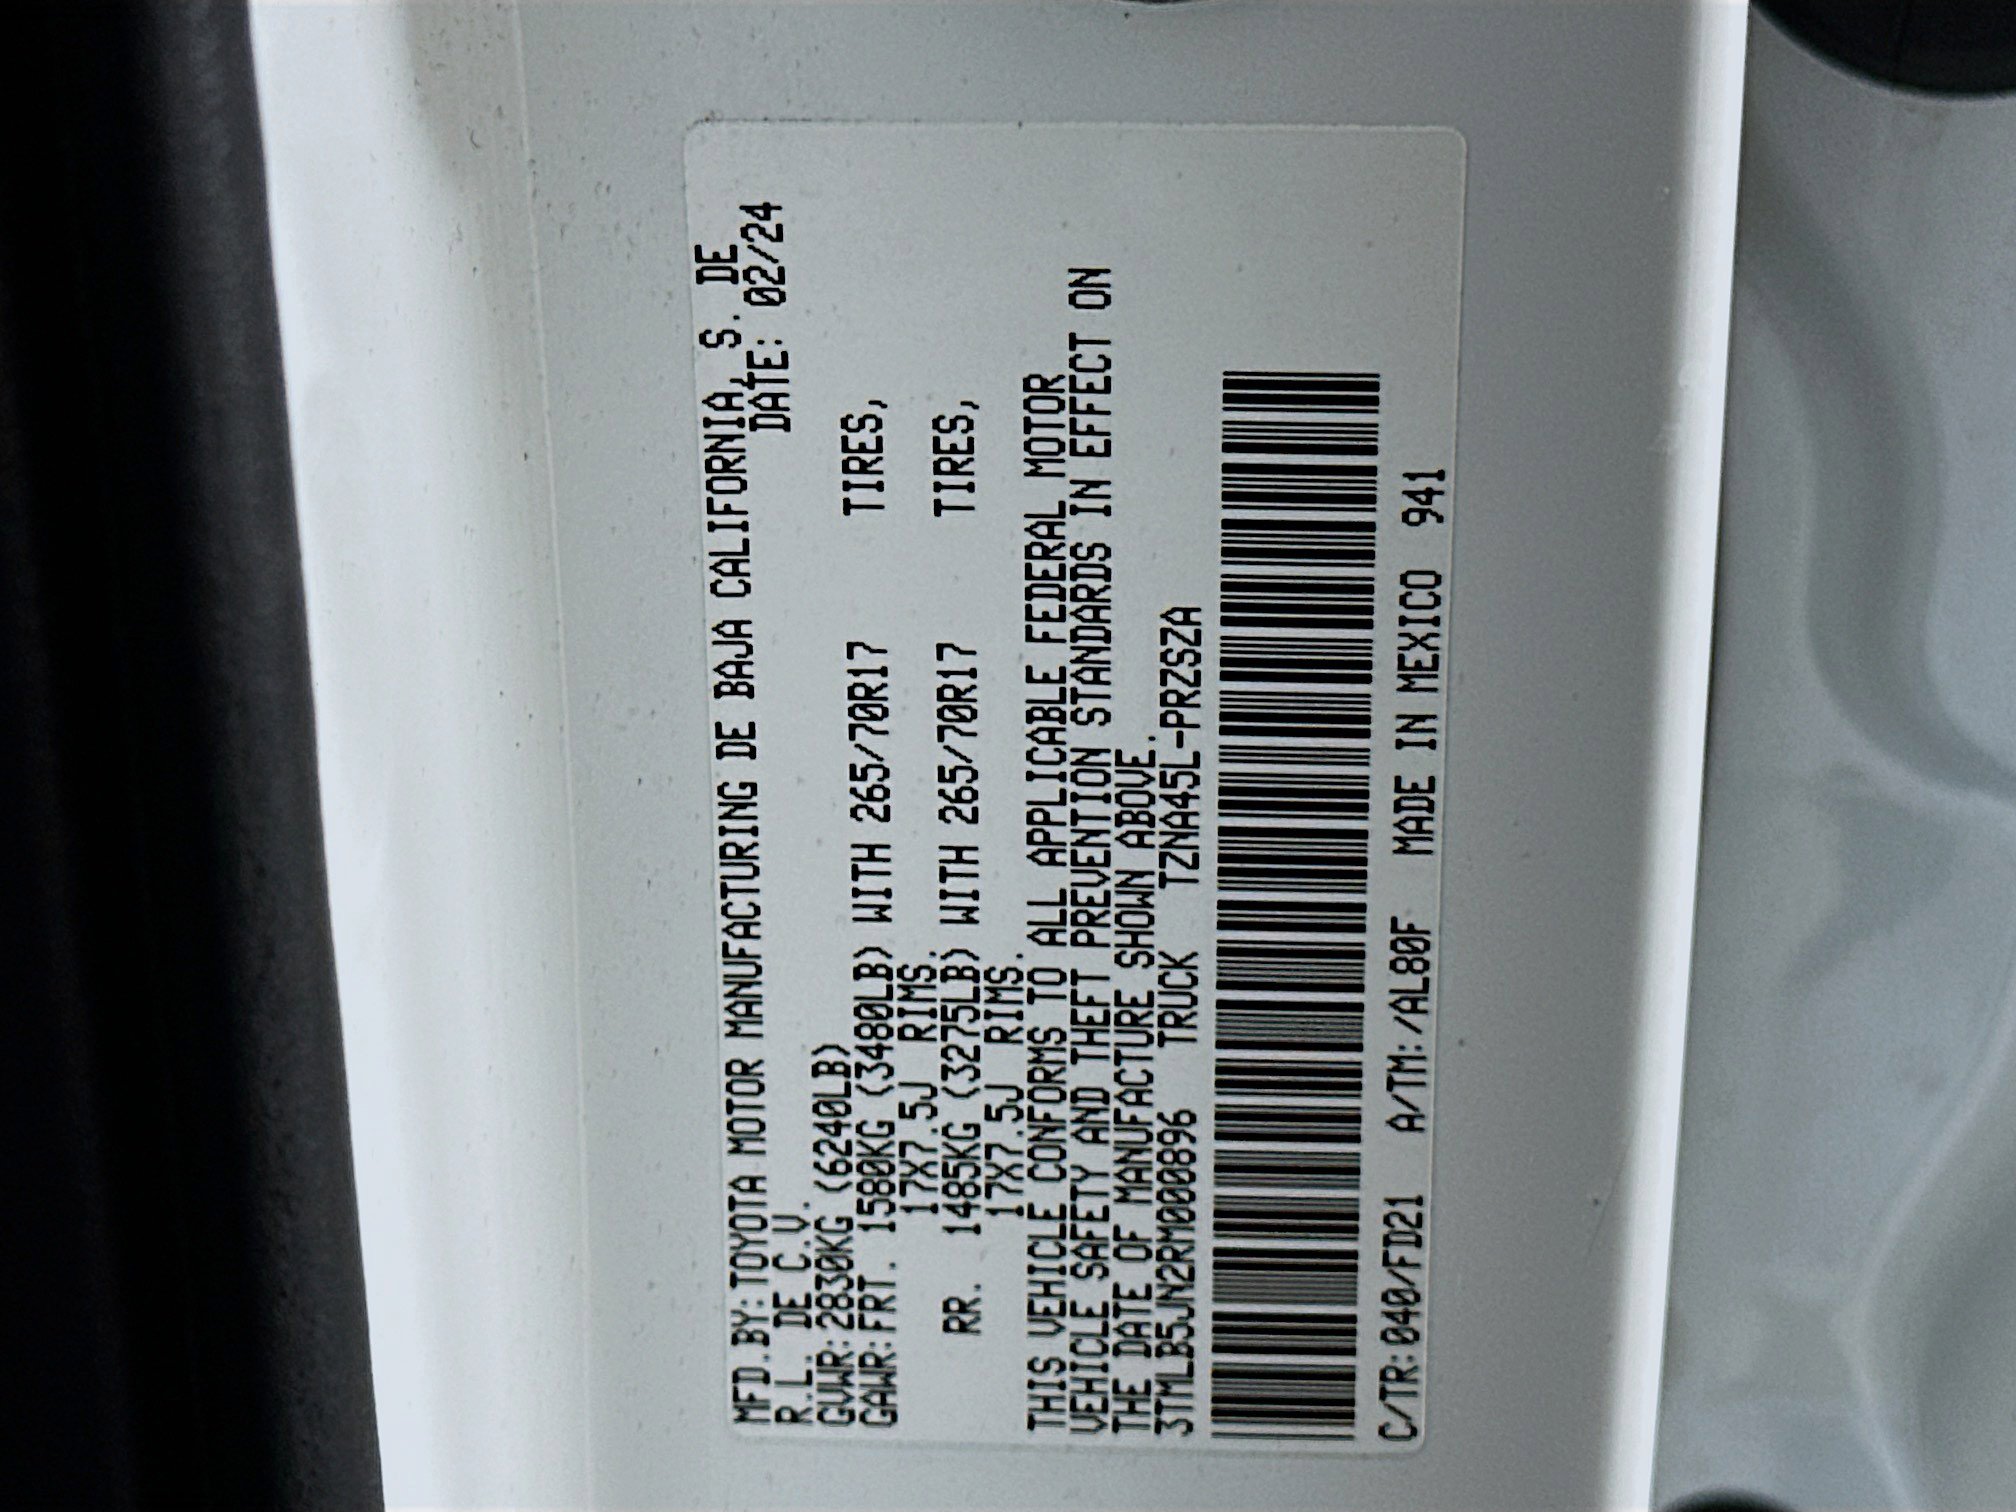 MFD.BY:TOYOTA MOTOR MANUFACTURING DE BAJA CALIFORNIA, S. DE
R.L. DE C.V. DATE: 02/24
GVWR:2830KG (6240LB)
GAWR:FRT. 1580KG (3480LB) WITH 265/70R17 TIRES,
17X7.5J RIMS.
RR. 1485KG (3275LB) WITH 265/70R17 TIRES,
17X7.5J RIMS.
THIS VEHICLE CONFORMS TO ALL APPLICABLE FEDERAL MOTOR
VEHICLE SAFETY AND THEFT PREVENTION STANDARDS IN EFFECT ON
THE DATE OF MANUFACTURE SHOWN ABOVE.
3TMLB5JN2RM000896 TRUCK TZNA45L-PRZSZA
C/TR:040/FD21 A/TM:/AL80F MADE IN MEXICO 941